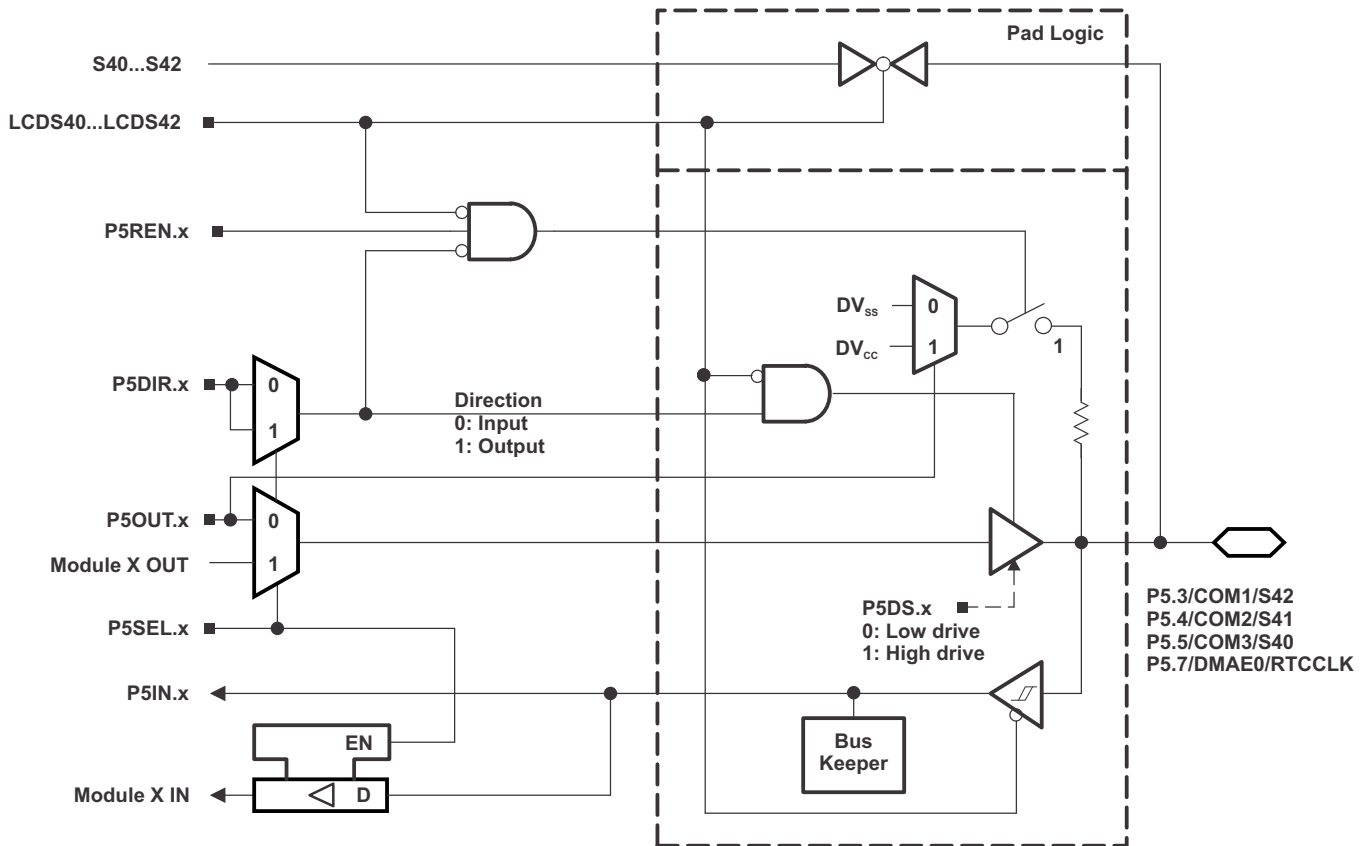 Pad Logic
S40...S42
LCDS40...LCDS42
P5REN.x
DVss
0
DVcc
1
1
P5DIR.x
0
1
Direction
0: Input
1: Output
P5OUT.x
0
Module X OUT
1
P5DS.x
0: Low drive
1: High drive
P5SEL.x
P5.3/COM1/S42
P5.4/COM2/S41
P5.5/COM3/S40
P5.7/DMAE0/RTCCLK
P5IN.x
EN
Bus
Keeper
Module X IN
D